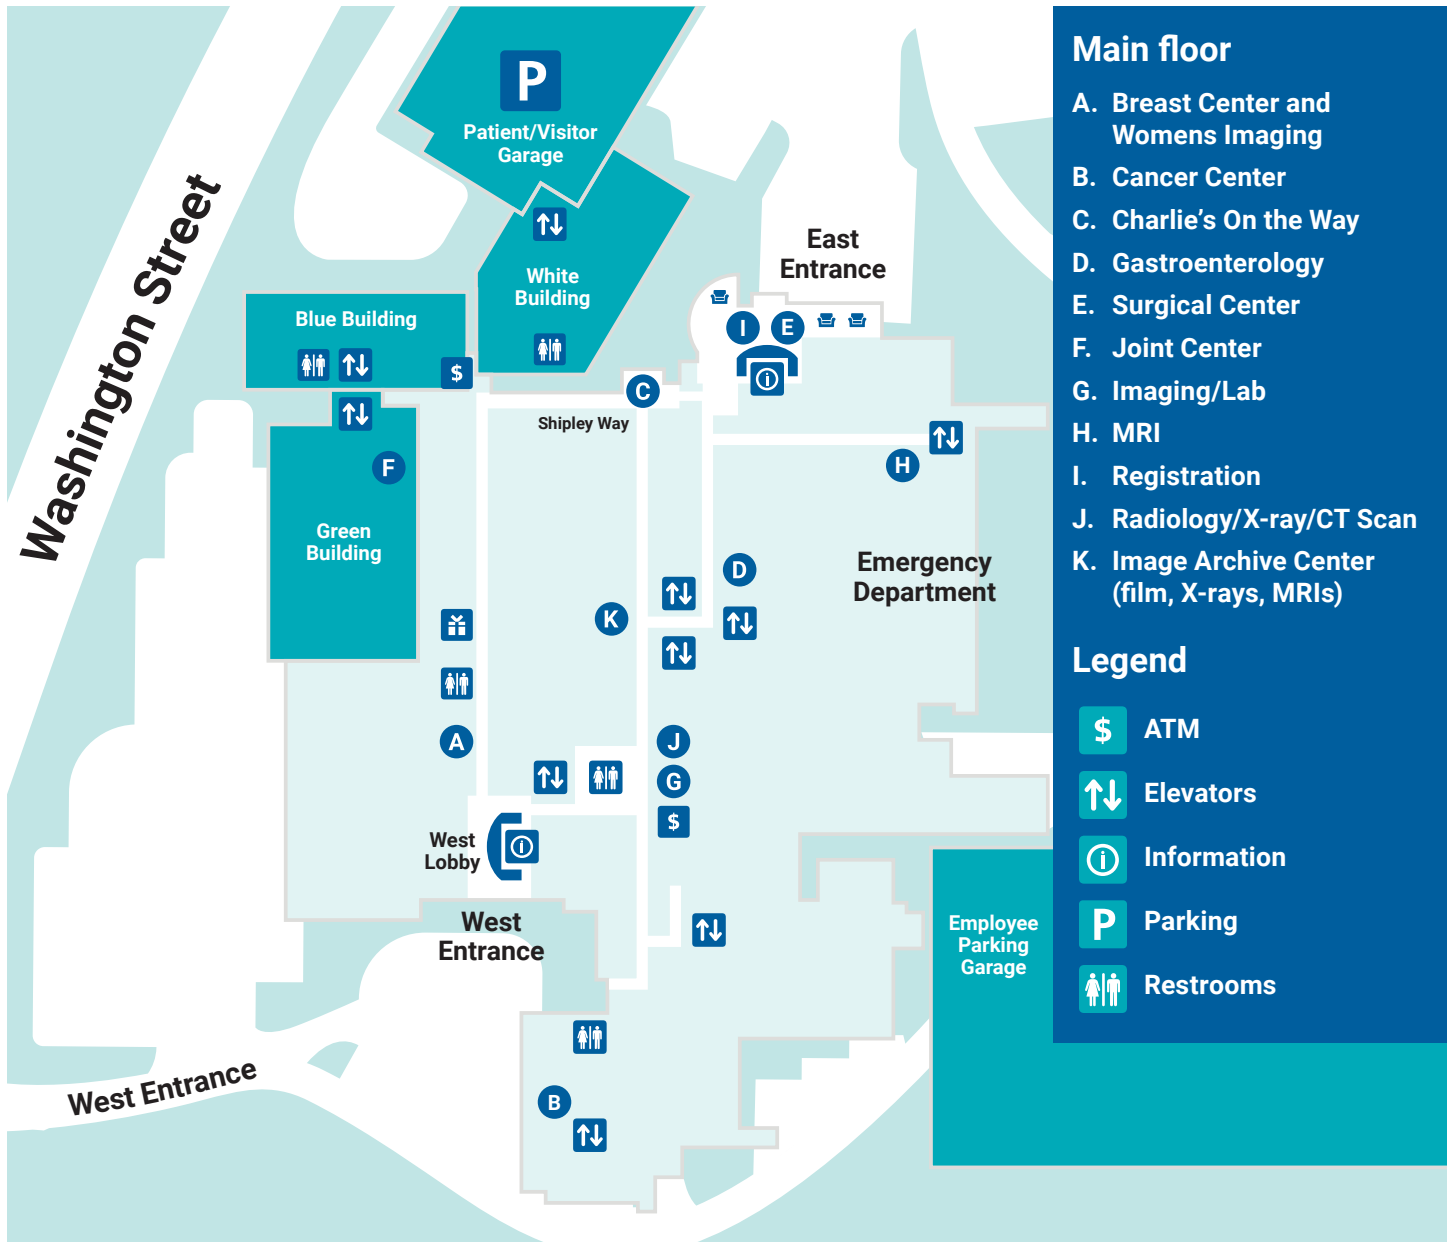 P
Patient/Visitor
Garage
Washington Street
White
Building
East
Entrance
Blue Building
I
E
$
C
Shipley Way
F
H
Green
Building
D
Emergency
Department
K
A
J
G
$
West
Lobby
West
Entrance
Employee
Parking
Garage
B
West Entrance
Main floor
A. Breast Center and
Womens Imaging
B. Cancer Center
C. Charlie’s On the Way
D. Gastroenterology
E. Surgical Center
F. Joint Center
G. Imaging/Lab
H. MRI
I. Registration
J. Radiology/X-ray/CT Scan
K. Image Archive Center
(film, X-rays, MRIs)
Legend
$ ATM
Elevators
i Information
P Parking
Restrooms